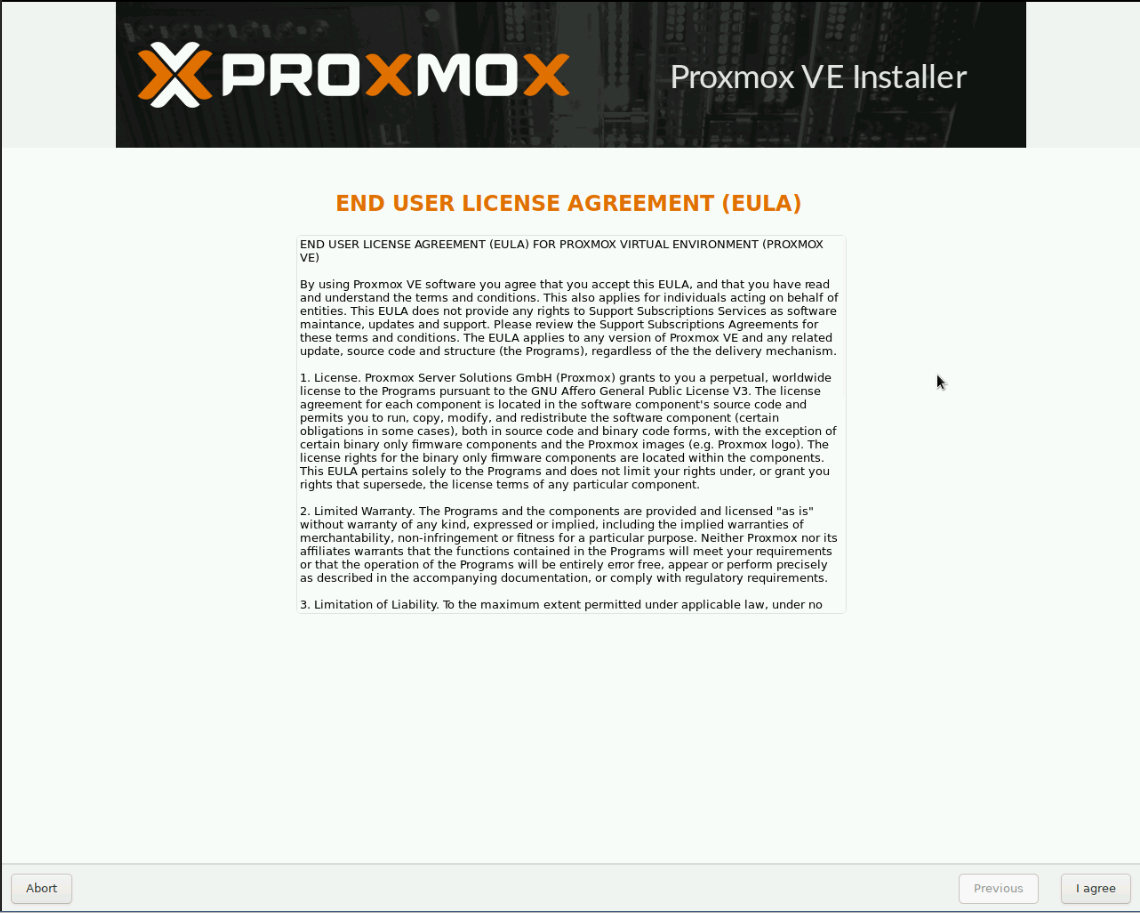 PROXMOX
Proxmox VE Installer
END USER LICENSE AGREEMENT (EULA)
END USER LICENSE AGREEMENT (EULA) FOR PROXMOX VIRTUAL ENVIRONMENT (PROXMOX
VE)
By using Proxmox VE software you agree that you accept this EULA, and that you have read
and understand the terms and conditions. This also applies for individuals acting on behalf of
entities. This EULA does not provide any rights to Support Subscriptions Services as software
maintance, updates and support. Please review the Support Subscriptions Agreements for
these terms and conditions. The EULA applies to any version of Proxmox VE and any related
update, source code and structure (the Programs), regardless of the the delivery mechanism.
1. License. Proxmox Server Solutions GmbH (Proxmox) grants to you a perpetual, worldwide
license to the Programs pursuant to the GNU Affero General Public License V3. The license
agreement for each component is located in the software component's source code and
permits you to run, copy, modify, and redistribute the software component (certain
obligations in some cases), both in source code and binary code forms, with the exception of
certain binary only firmware components and the Proxmox images (e.g. Proxmox logo). The
license rights for the binary only firmware components are located within the components.
This EULA pertains solely to the Programs and does not limit your rights under, or grant you
rights that supersede, the license terms of any particular component.
2. Limited Warranty. The Programs and the components are provided and licensed "as is"
without warranty of any kind, expressed or implied, including the implied warranties of
merchantability, non-infringement or fitness for a particular purpose. Neither Proxmox nor its
affiliates warrants that the functions contained in the Programs will meet your requirements
or that the operation of the Programs will be entirely error free, appear or perform precisely
as described in the accompanying documentation, or comply with regulatory requirements.
3. Limitation of Liability. To the maximum extent permitted under applicable law, under no
Abort
Previous
I agree